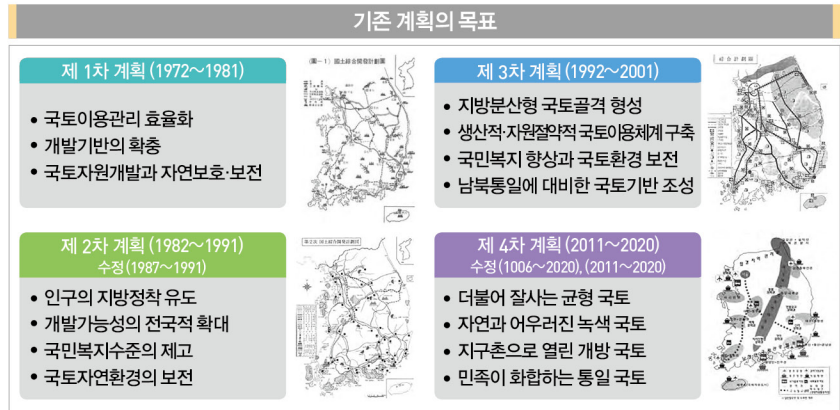 기존 계획의 목표
제 1차 계획 (1972~1981)
• 국토이용관리 효율화
• 개발기반의 확충
• 국토자원개발과 자연보호·보전
(圖-1) 國土綜合開發計劃圖
제 3차 계획 (1992~2001)
• 지방분산형 국토골격 형성
• 생산적·자원절약적 국토이용체계 구축
• 국민복지 향상과 국토환경 보전
• 남북통일에 대비한 국토기반 조성
제 2차 계획 (1982~1991)
수정 (1987~1991)
• 인구의 지방정착 유도
• 개발가능성의 전국적 확대
• 국민복지수준의 제고
• 국토자연환경의 보전
제 4차 계획 (2011~2020)
수정 (1006~2020), (2011~2020)
• 더불어 잘사는 균형 국토
• 자연과 어우러진 녹색 국토
• 지구촌으로 열린 개방 국토
• 민족이 화합하는 통일 국토